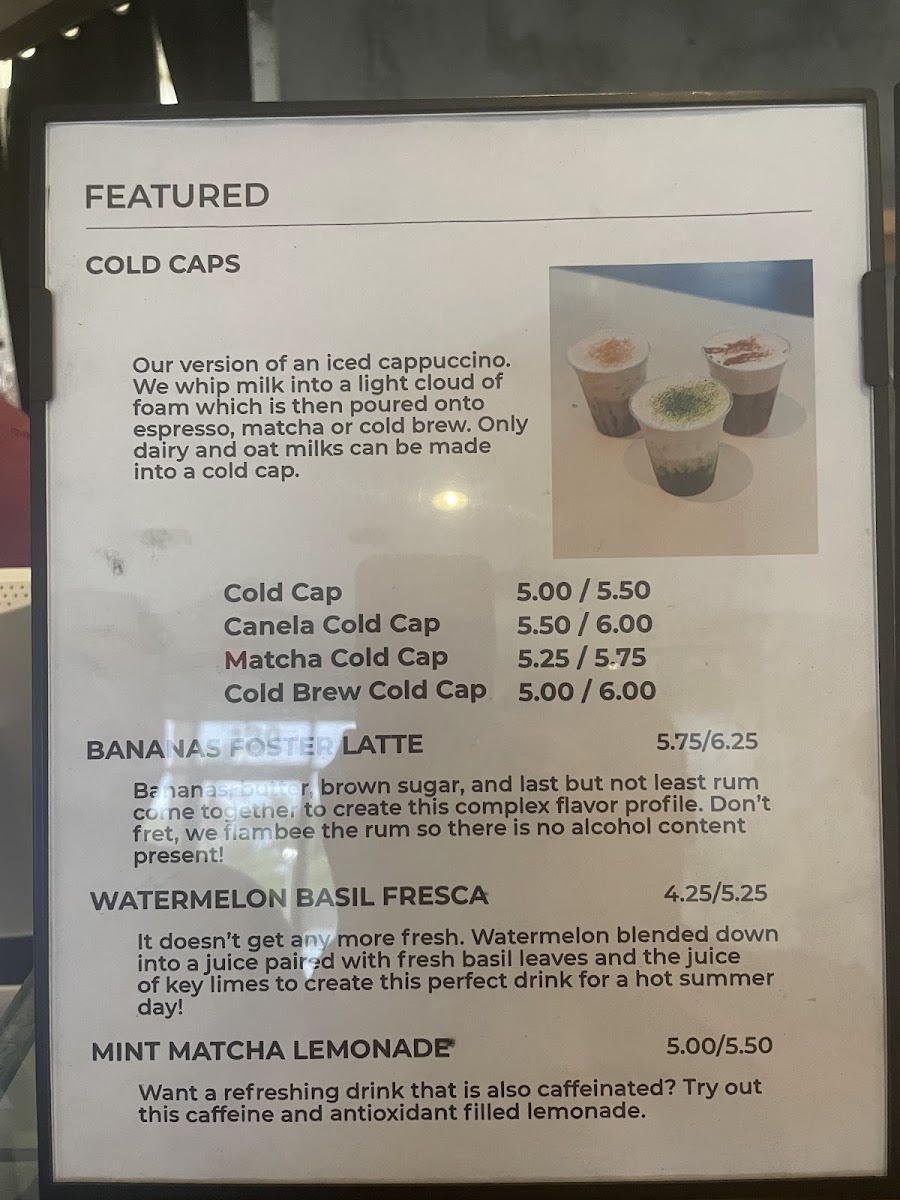 FEATURED
COLD CAPS
Our version of an iced cappuccino.
We whip milk into a light cloud of
foam which is then poured onto
espresso, matcha or cold brew. Only
dairy and oat milks can be made
into a cold cap.
Cold Cap 5.00 / 5.50
Canela Cold Cap 5.50 / 6.00
Matcha Cold Cap 5.25 / 5.75
Cold Brew Cold Cap 5.00 / 6.00
BANANAS FOSTER LATTE 5.75/6.25
Bananas, butter, brown sugar, and last but not least rum
come together to create this complex flavor profile. Don't
fret, we flambee the rum so there is no alcohol content
present!
WATERMELON BASIL FRESCA 4.25/5.25
It doesn't get any more fresh. Watermelon blended down
into a juice paired with fresh basil leaves and the juice
of key limes to create this perfect drink for a hot summer
day!
MINT MATCHA LEMONADE 5.00/5.50
Want a refreshing drink that is also caffeinated? Try out
this caffeine and antioxidant filled lemonade.